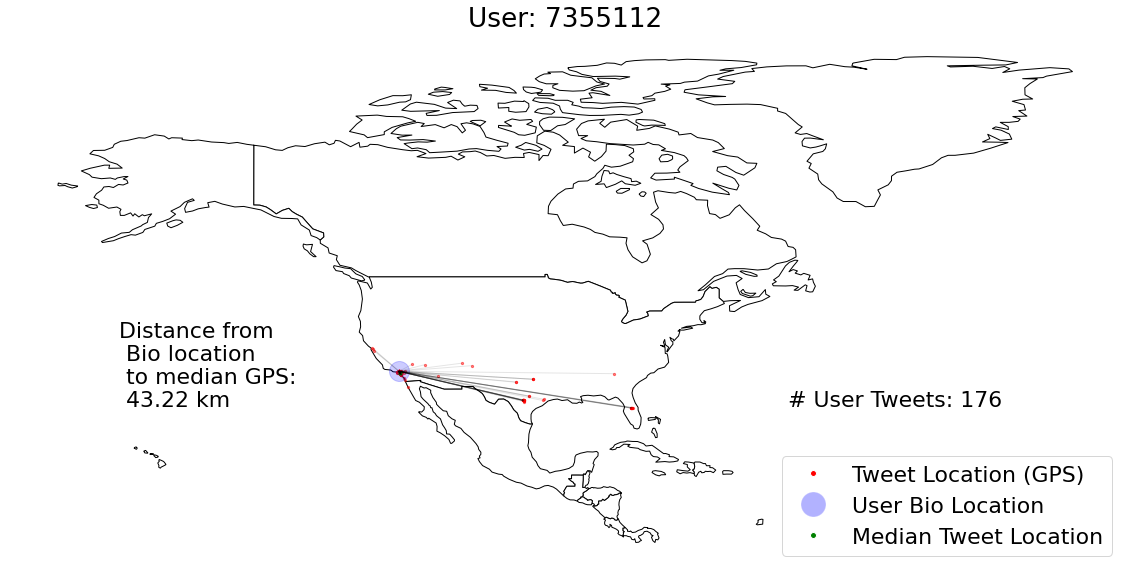 User: 7355112
Distance from
Bio location
to median GPS:
43.22 km
# User Tweets: 176
Tweet Location (GPS)
User Bio Location
Median Tweet Location